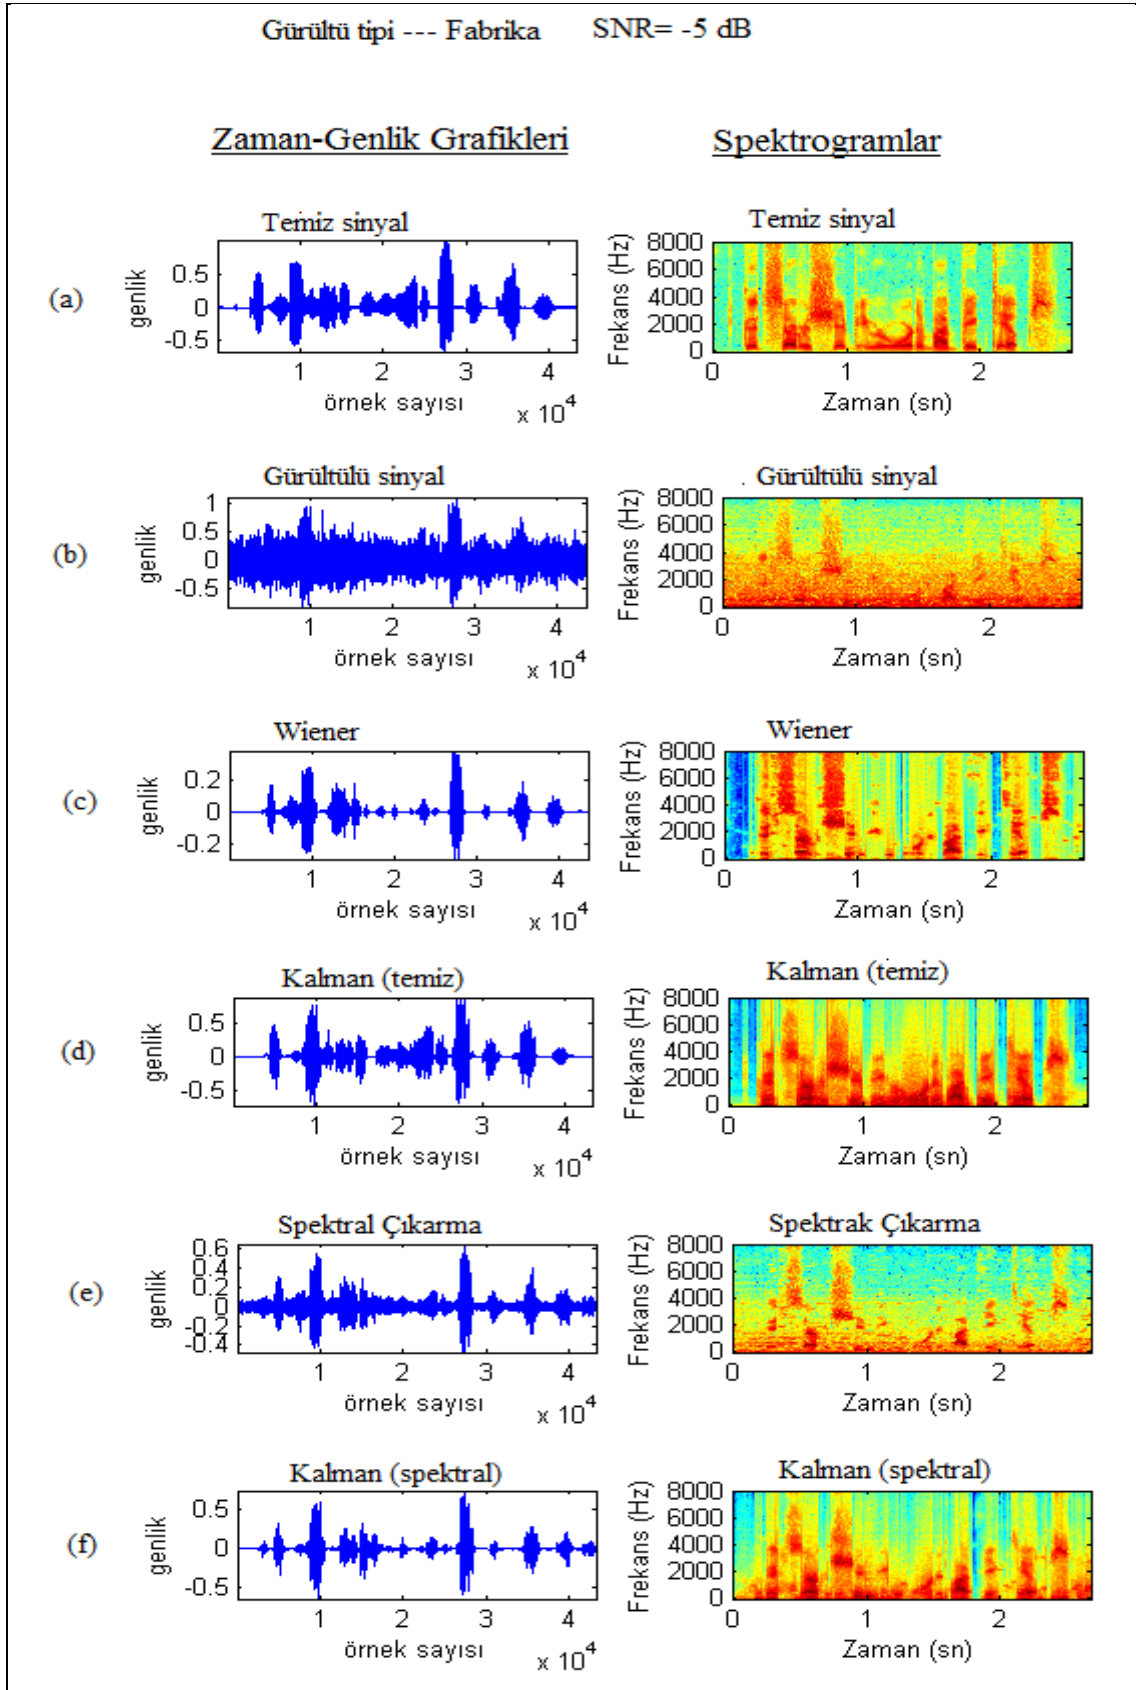 Gürültü tipi --- Fabrika SNR= -5 dB
Zaman-Genlik Grafikleri Spektrogramlar
(a)
Temiz sinyal
genlik
0.5
0
-0.5
1 2 3 4
örnek sayısı
x 10^4
Temiz sinyal
Frekans (Hz)
8000
6000
4000
2000
0
0 1 2
Zaman (sn)
(b)
Gürültülü sinyal
genlik
1
0.5
0
-0.5
1 2 3 4
örnek sayısı
x 10^4
. Gürültülü sinyal
Frekans (Hz)
8000
6000
4000
2000
0
0 1 2
Zaman (sn)
(c)
Wiener
genlik
0.2
0
-0.2
1 2 3 4
örnek sayısı
x 10^4
Wiener
Frekans (Hz)
8000
6000
4000
2000
0
0 1 2
Zaman (sn)
(d)
Kalman (temiz)
genlik
0.5
0
-0.5
1 2 3 4
örnek sayısı
x 10^4
Kalman (temiz)
Frekans (Hz)
8000
6000
4000
2000
0
0 1 2
Zaman (sn)
(e)
Spektral Çıkarma
genlik
0.6
0.4
0.2
0
-0.2
-0.4
1 2 3 4
örnek sayısı
x 10^4
Spektrak Çıkarma
Frekans (Hz)
8000
6000
4000
2000
0
0 1 2
Zaman (sn)
(f)
Kalman (spektral)
genlik
0.5
0
-0.5
1 2 3 4
örnek sayısı
x 10^4
Kalman (spektral)
Frekans (Hz)
8000
6000
4000
2000
0
0 1 2
Zaman (sn)